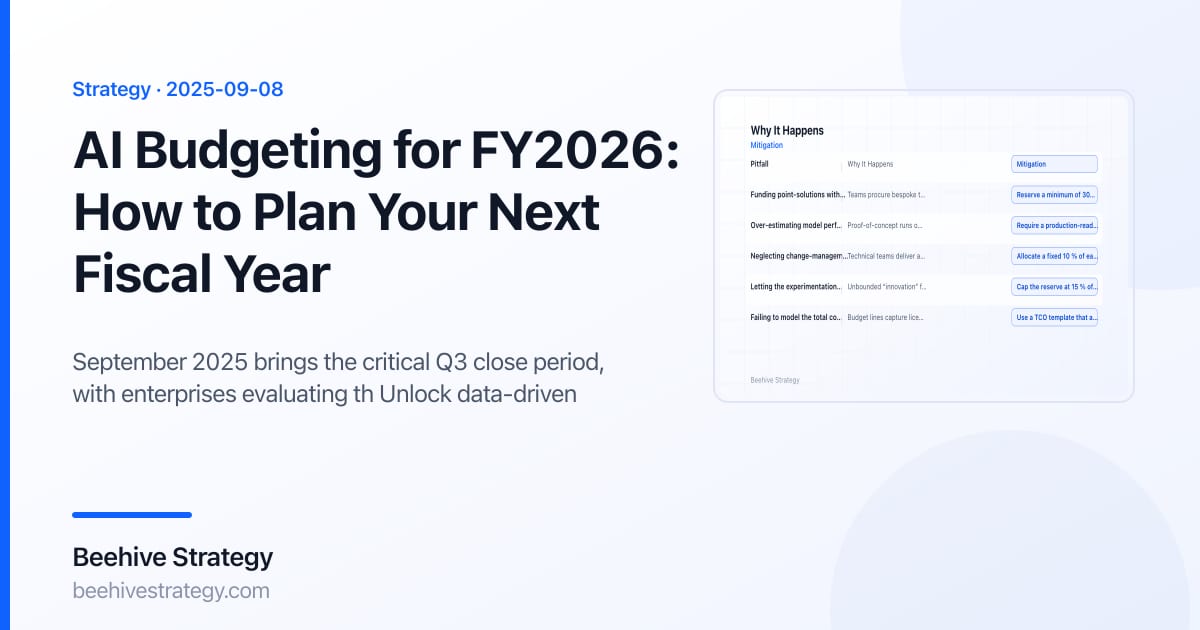 Strategy · 2025-09-08
AI Budgeting for FY2026:
How to Plan Your Next
Fiscal Year
September 2025 brings the critical Q3 close period,
with enterprises evaluating th Unlock data-driven
Beehive Strategy
beehivestrategy.com
Why It Happens
Mitigation
Pitfall Why It Happens Mitigation
Funding point-solutions with... Teams procure bespoke t... Reserve a minimum of 30...
Over-estimating model perf... Proof-of-concept runs o... Require a production-read...
Neglecting change-managem... Technical teams deliver a... Allocate a fixed 10 % of ea...
Letting the experimentation... Unbounded "innovation" f... Cap the reserve at 15 % of...
Failing to model the total co... Budget lines capture lice... Use a TCO template that a...
Beehive Strategy